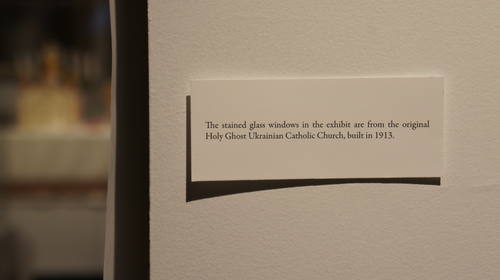 The stained glass windows in the exhibit are from the original
Holy Ghost Ukrainian Catholic Church, built in 1913.